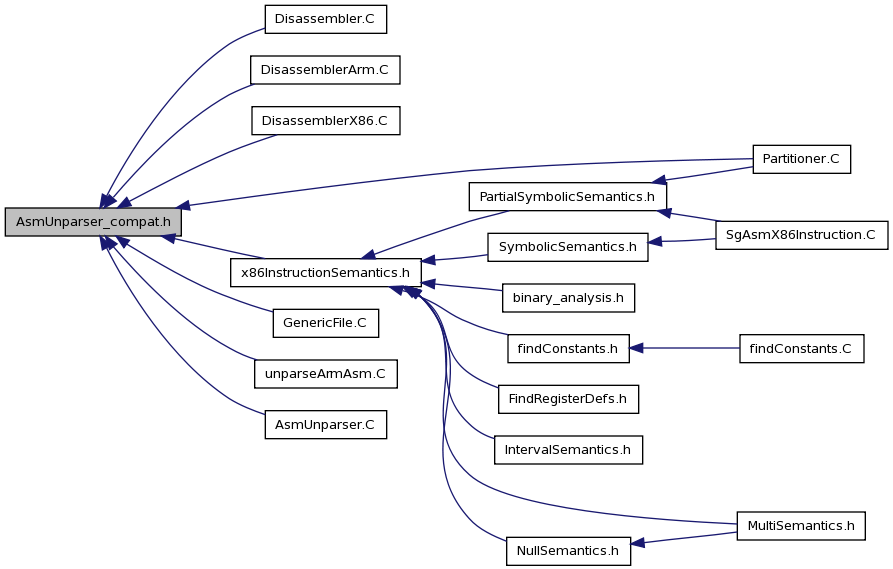 Disassembler.C
DisassemblerArm.C
DisassemblerX86.C
Partitioner.C
PartialSymbolicSemantics.h
AsmUnparser_compat.h
SgAsmX86Instruction.C
SymbolicSemantics.h
x86InstructionSemantics.h
binary_analysis.h
GenericFile.C
findConstants.h
findConstants.C
unparseArmAsm.C
FindRegisterDefs.h
AsmUnparser.C
IntervalSemantics.h
MultiSemantics.h
NullSemantics.h